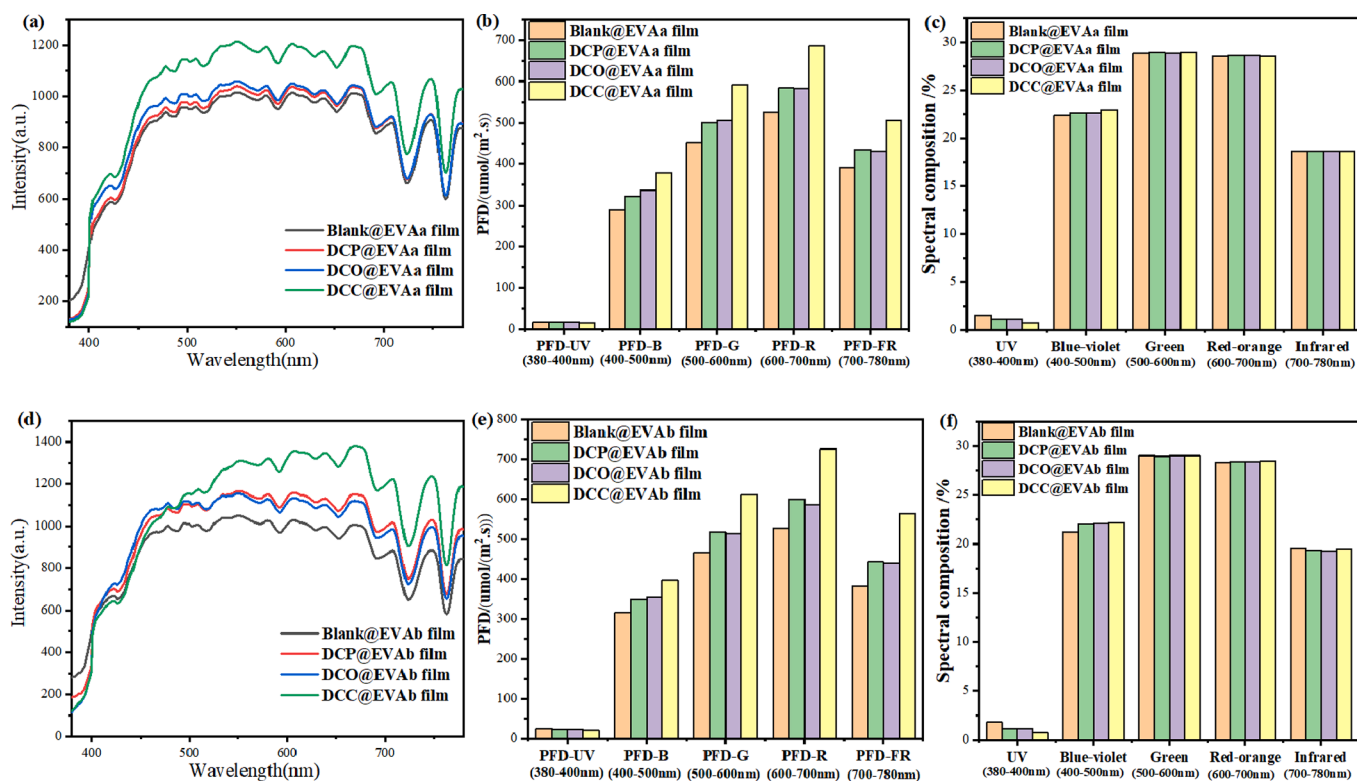 (a)
Intensity(a.u.)
1200
1000
800
600
400
200
Blank@EVAa film
DCP@EVAa film
DCO@EVAa film
DCC@EVAa film
400
500
600
700
Wavelength(nm)
(b)
PFD/(umol/(m².s)))
700
600
500
400
300
200
100
0
Blank@EVAa film
DCP@EVAa film
DCO@EVAa film
DCC@EVAa film
PFD-UV PFD-B PFD-G PFD-R PFD-FR
(380-400nm) (400-500nm) (500-600nm) (600-700nm) (700-780nm)
(c)
Spectral composition /%
30
25
20
15
10
5
0
Blank@EVAa film
DCP@EVAa film
DCO@EVAa film
DCC@EVAa film
UV Blue-violet Green Red-orange Infrared
(380-400nm) (400-500nm) (500-600nm) (600-700nm) (700-780nm)
(d)
Intensity(a.u.)
1400
1200
1000
800
600
400
200
0
Blank@EVAb film
DCP@EVAb film
DCO@EVAb film
DCC@EVAb film
400
500
600
700
Wavelength(nm)
(e)
PFD/(umol/(m².s)))
800
700
600
500
400
300
200
100
0
Blank@EVAb film
DCP@EVAb film
DCO@EVAb film
DCC@EVAb film
PFD-UV PFD-B PFD-G PFD-R PFD-FR
(380-400nm) (400-500nm) (500-600nm) (600-700nm) (700-780nm)
(f)
Spectral composition /%
30
25
20
15
10
5
0
Blank@EVAb film
DCP@EVAb film
DCO@EVAb film
DCC@EVAb film
UV Blue-violet Green Red-orange Infrared
(380-400nm) (400-500nm) (500-600nm) (600-700nm) (700-780nm)